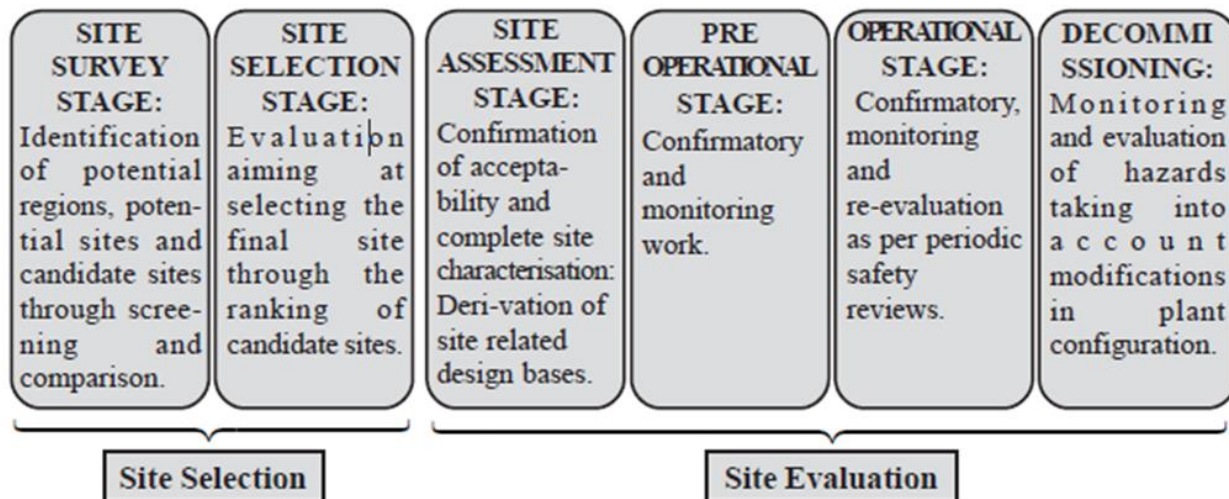 SITE
SURVEY
STAGE:
Identification
of potential
regions, poten-
tial sites and
candidate sites
through scree-
ning and
comparison.
SITE
SELECTION
STAGE:
Evaluation
aiming at
selecting the
final site
through the
ranking of
candidate sites.
SITE
ASSESSMENT
STAGE:
Confirmation
of accepta-
bility and
complete site
characterisation:
Deri-vation of
site related
design bases.
PRE
OPERATIONAL
STAGE:
Confirmatory
and
monitoring
work.
OPERATIONAL
STAGE:
Confirmatory,
monitoring
and
re-evaluation
as per periodic
safety
reviews.
DECOMMI
SSIONING:
Monitoring
and evaluation
of hazards
taking into
account
modifications
in plant
configuration.
Site Selection
Site Evaluation